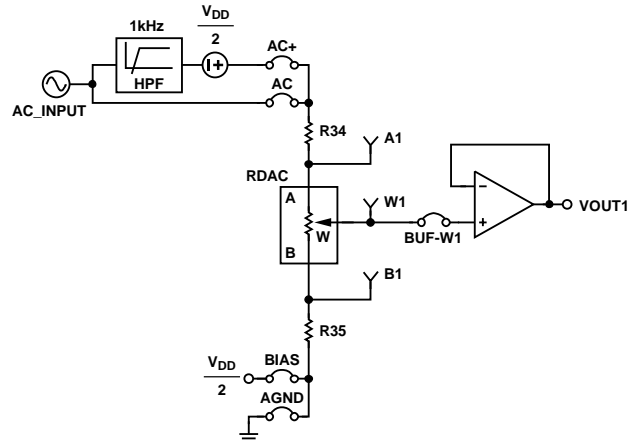 1kHz
VDD
2
AC+
HPF
AC
AC_INPUT
R34
A1
RDAC
A
W1
VOUT1
W
BUF-W1
B
B1
R35
VDD
2
BIAS
AGND